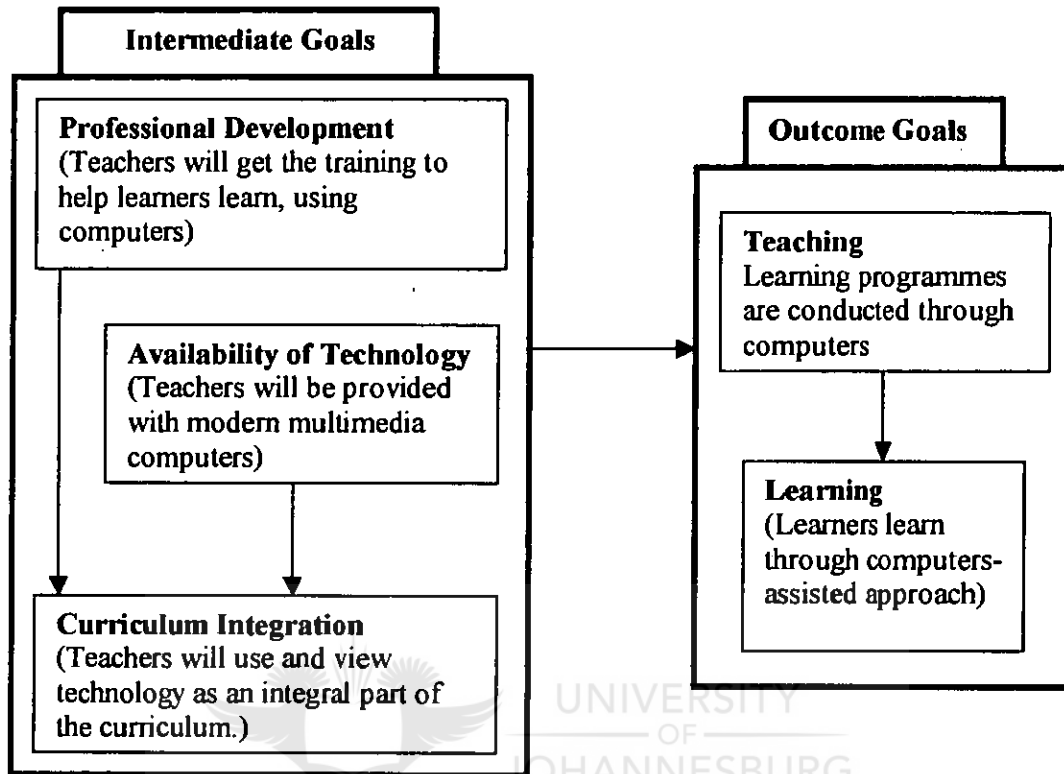 Intermediate Goals
Professional Development
(Teachers will get the training to
help learners learn, using
computers)
Availability of Technology
(Teachers will be provided
with modern multimedia
computers)
Curriculum Integration
(Teachers will use and view
technology as an integral part of
the curriculum.)
Outcome Goals
Teaching
Learning programmes
are conducted through
computers
Learning
(Learners learn
through computers-
assisted approach)
UNIVERSITY
OF
JOHANNESBURG